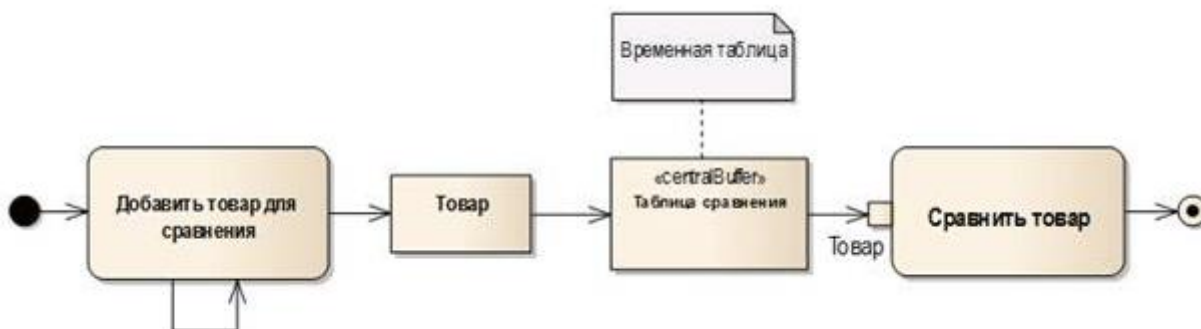 Временная таблица
Добавить товар для
сравнения
Товар
«centralBuffer»
Таблица сравнения
Товар
Сравнить товар